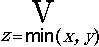 V
z=min(x, y)